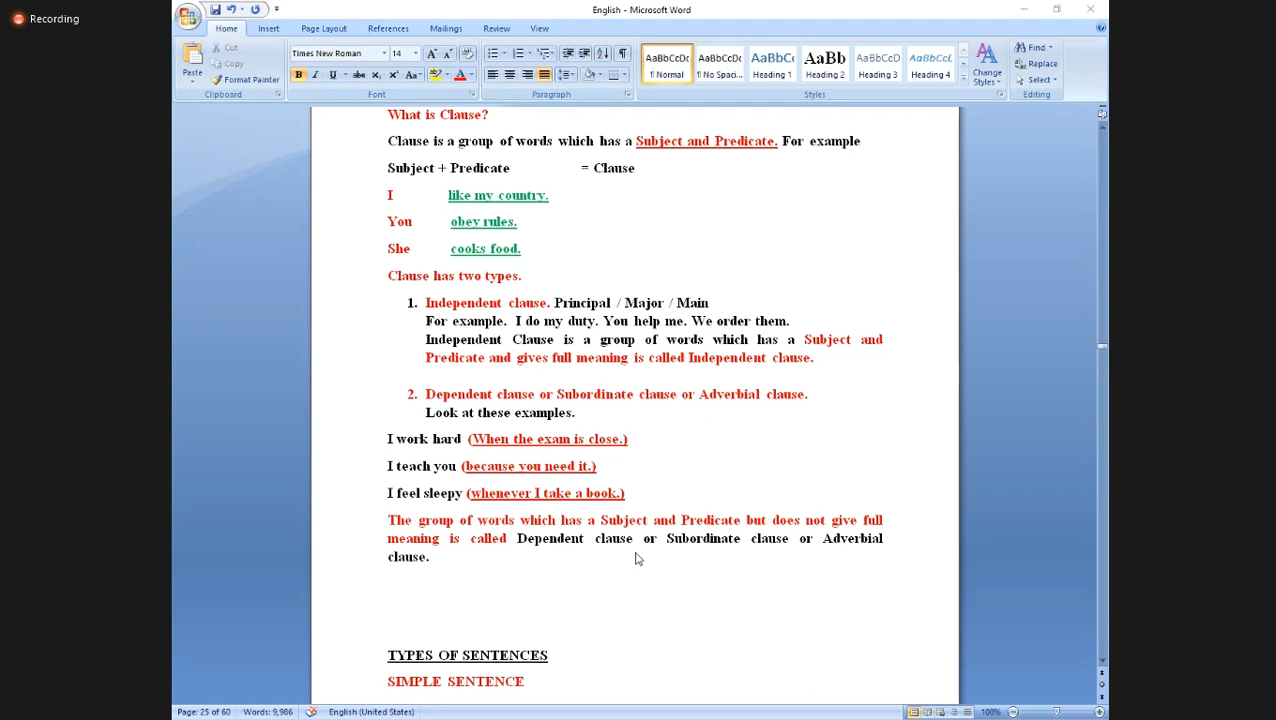 Recording
English - Microsoft Word
Home Insert Page Layout References Mailings Review View
Paste
Cut
Copy
Format Painter
Clipboard
Times New Roman 14
Font
Paragraph
AaBbCcDc AaBbCcDc AaBbC AaBb AaBbCcD AaBbCcL
¶ Normal ¶ No Spaci... Heading 1 Heading 2 Heading 3 Heading 4
Styles
Change Styles
Find
Replace
Select
Editing
What is Clause?
Clause is a group of words which has a Subject and Predicate. For example
Subject + Predicate = Clause
I like my country.
You obey rules.
She cooks food.
Clause has two types.
1. Independent clause. Principal / Major / Main
For example. I do my duty. You help me. We order them.
Independent Clause is a group of words which has a Subject and
Predicate and gives full meaning is called Independent clause.
2. Dependent clause or Subordinate clause or Adverbial clause.
Look at these examples.
I work hard (When the exam is close.)
I teach you (because you need it.)
I feel sleepy (whenever I take a book.)
The group of words which has a Subject and Predicate but does not give full
meaning is called Dependent clause or Subordinate clause or Adverbial
clause.
TYPES OF SENTENCES
SIMPLE SENTENCE
Page: 25 of 60 Words: 9,986 English (United States) 108%